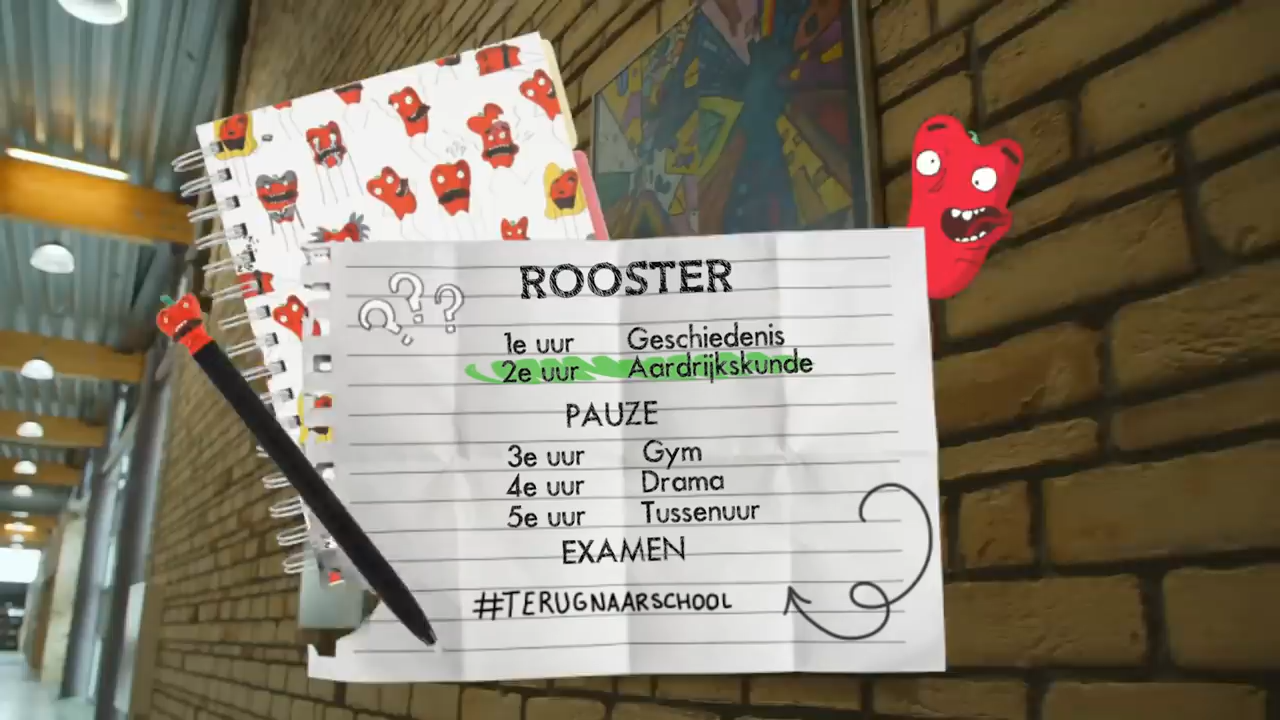 ???
ROOSTER
1e uur Geschiedenis
2e uur Aardrijkskunde
PAUZE
3e uur Gym
4e uur Drama
5e uur Tussenuur
EXAMEN
#TERUGNAARSCHOOL